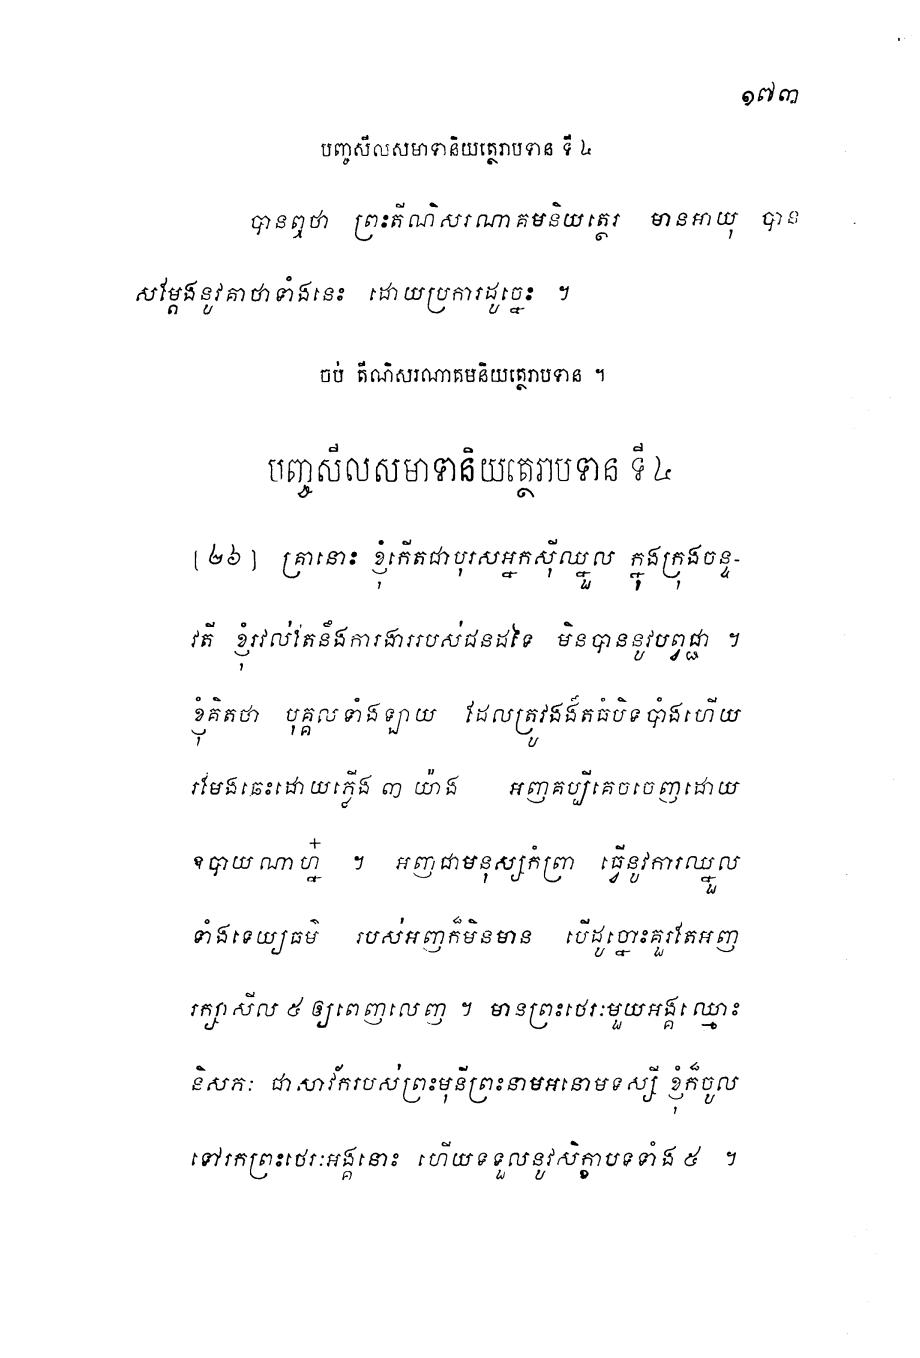 ១៧៣
បញ្ចសីលសមាទានិយត្ថេរាបទាន ទី ៤
បានឮថា ព្រះតីណិសរណាគមនិយត្ថេរ មានអាយុ បាន
សម្តែងនូវគាថាទាំងនេះ ដោយប្រការដូច្នេះ ។
ចប់ តីណិសរណាគមនិយត្ថេរាបទាន ។
បញ្ចសីលសមាទានិយត្ថេរាបទាន ទី ៤
[២៦] គ្រានោះ ខ្ញុំកើតជាបុរសអ្នកស៊ីឈ្នួល ក្នុងក្រុងចន្ទ-
វតី ខ្ញុំរវល់តែនឹងការងាររបស់ជនដទៃ មិនបាននូវបព្វជ្ជា ។
ខ្ញុំគិតថា បុគ្គលទាំងឡាយ ដែលត្រូវងងឹតធំបិទបាំងហើយ
រមែងឆេះដោយភ្លើង ៣ យ៉ាង អញគប្បីគេចចេញដោយ
ឧបាយណាហ្ន៎ ។ អញជាមនុស្សកំព្រា ធ្វើនូវការឈ្នួល
ទាំងទេយ្យធម៌ របស់អញក៏មិនមាន បើដូច្នោះគួរតែអញ
រក្សាសីល ៥ ឲ្យពេញលេញ ។ មានព្រះថេរៈមួយអង្គឈ្មោះ
និសភៈ ជាសាវ័ករបស់ព្រះមុនីព្រះនាមអនោមទស្សី ខ្ញុំក៏ចូល
ទៅរកព្រះថេរៈអង្គនោះ ហើយទទួលនូវសិក្ខាបទទាំង ៥ ។